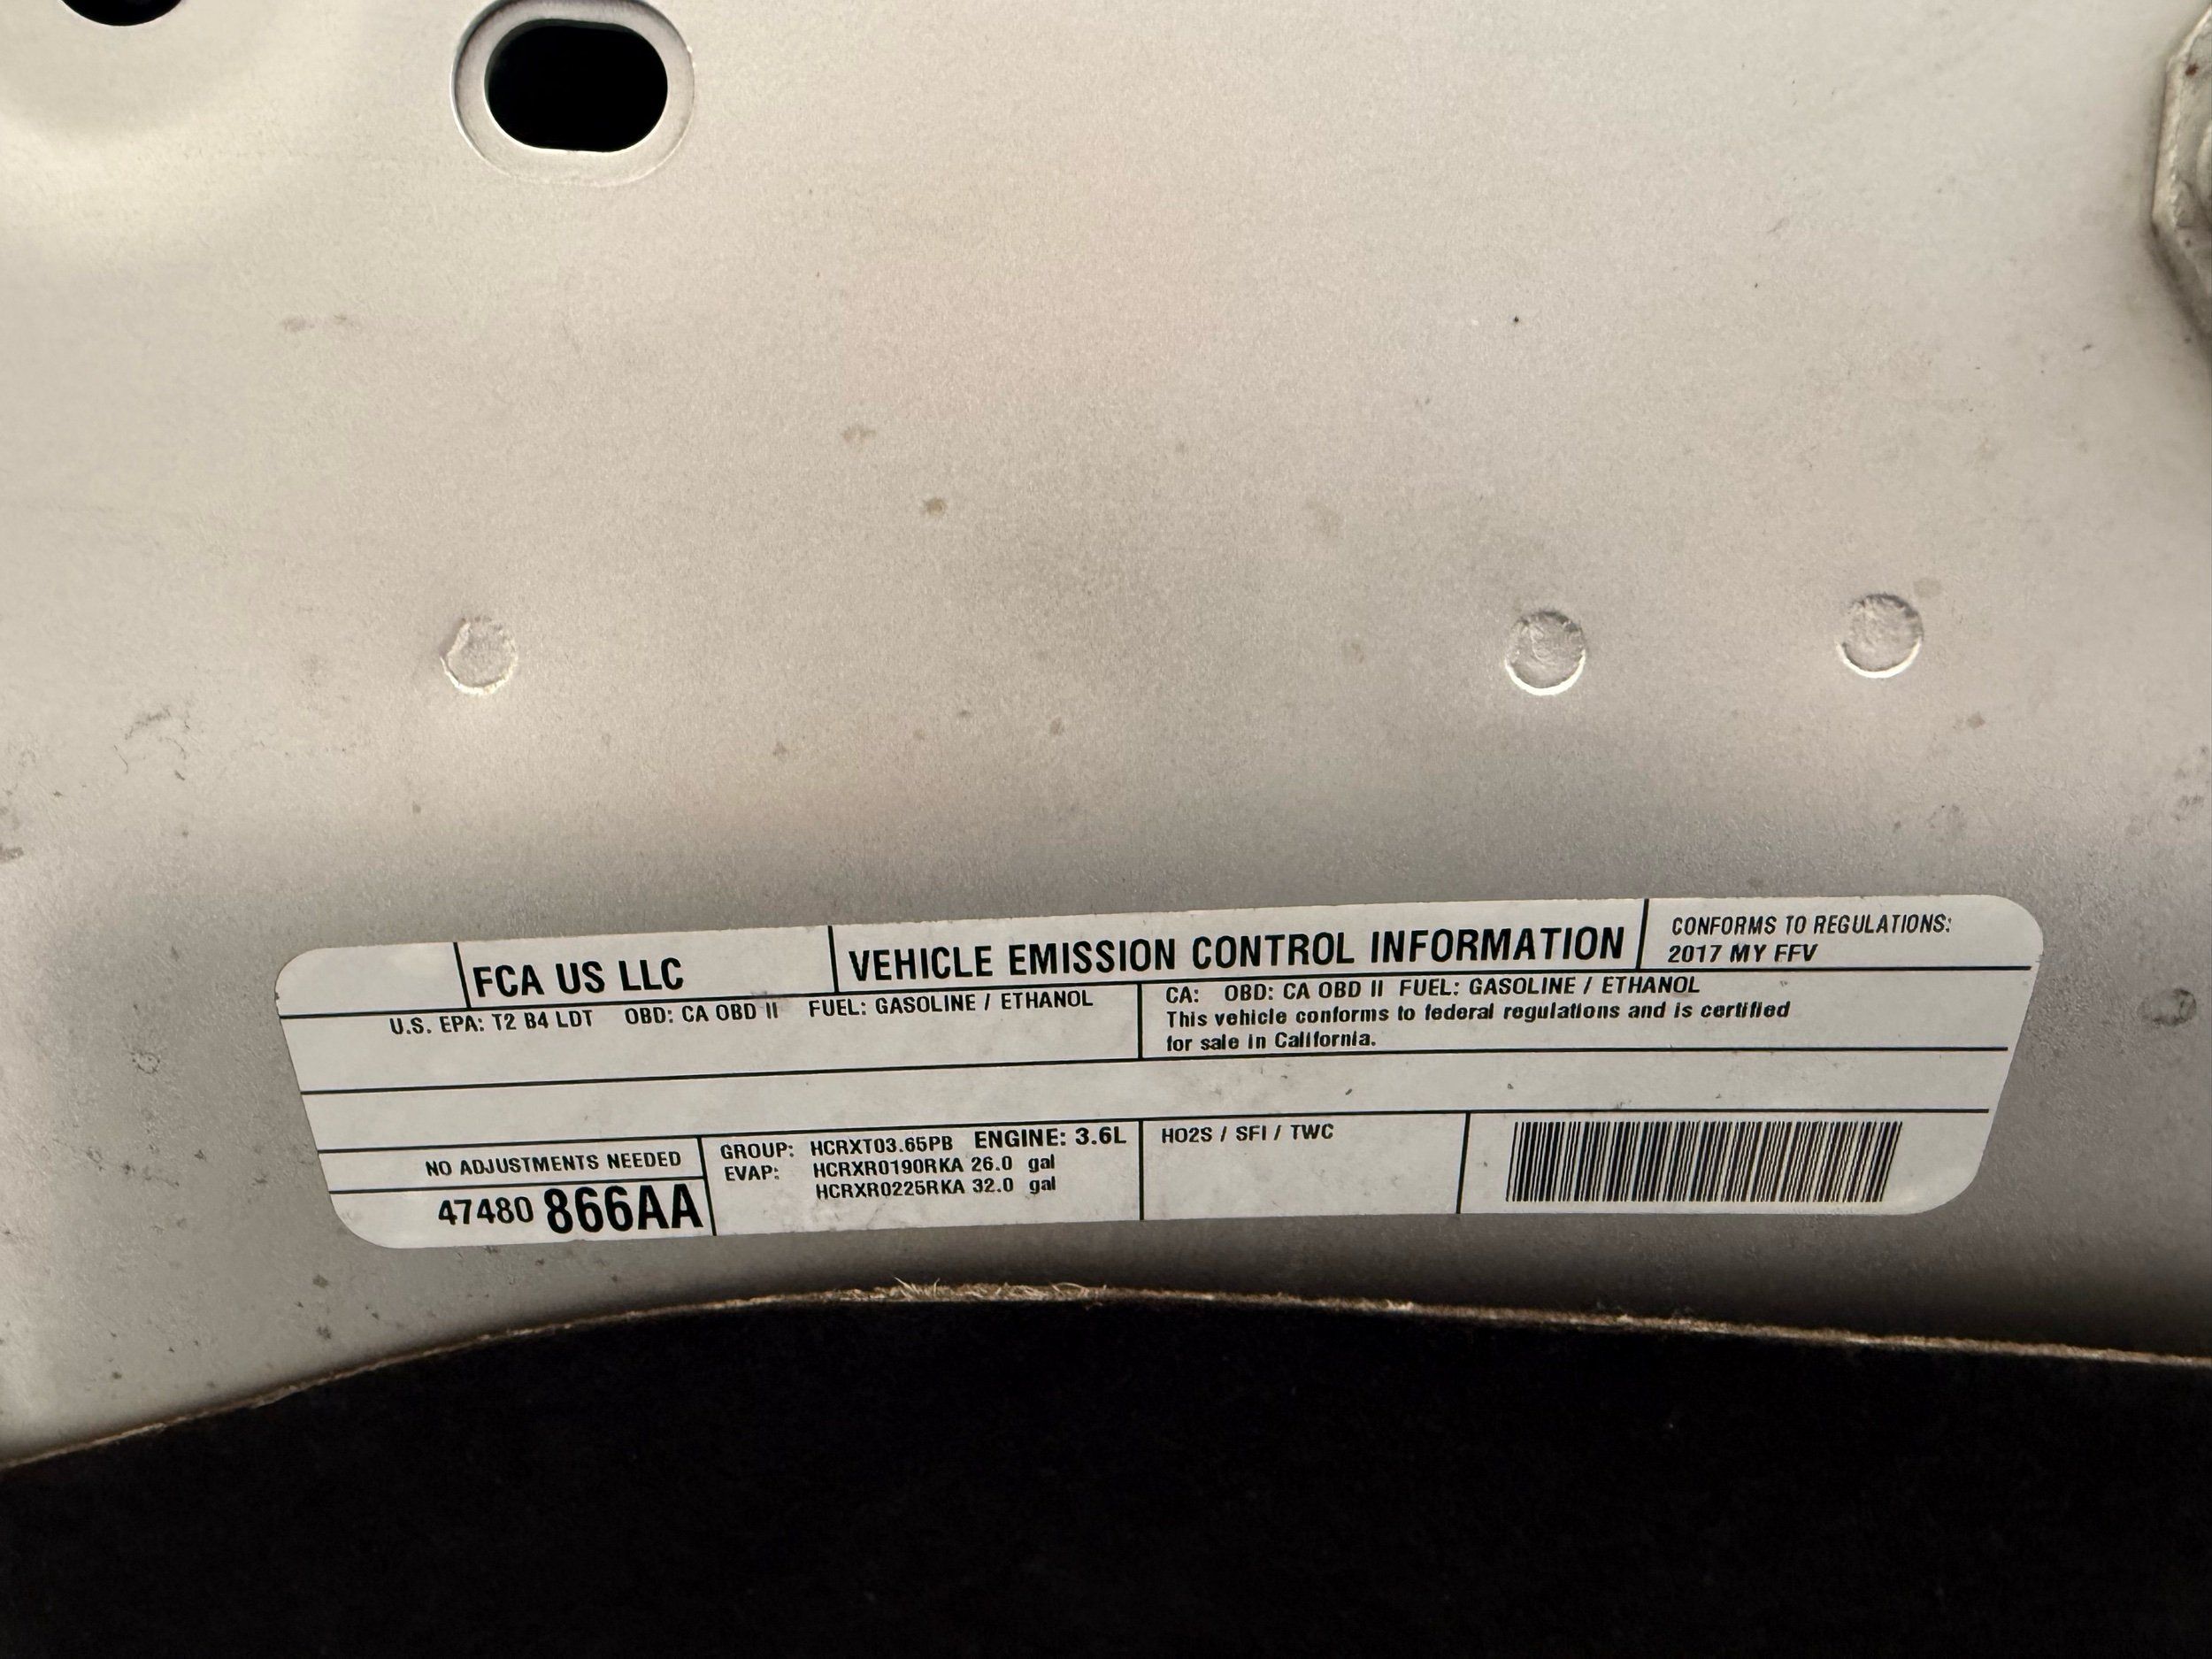 FCA US LLC
VEHICLE EMISSION CONTROL INFORMATION
CONFORMS TO REGULATIONS:
2017 MY FFV
U.S. EPA: T2 B4 LDT OBD: CA OBD II FUEL: GASOLINE / ETHANOL
CA: OBD: CA OBD II FUEL: GASOLINE / ETHANOL
This vehicle conforms to federal regulations and is certified
for sale in California.
NO ADJUSTMENTS NEEDED
47480 866AA
GROUP: HCRXT03.65PB ENGINE: 3.6L
EVAP: HCRXR0190RKA 26.0 gal
HCRXR0225RKA 32.0 gal
HO2S / SFI / TWC